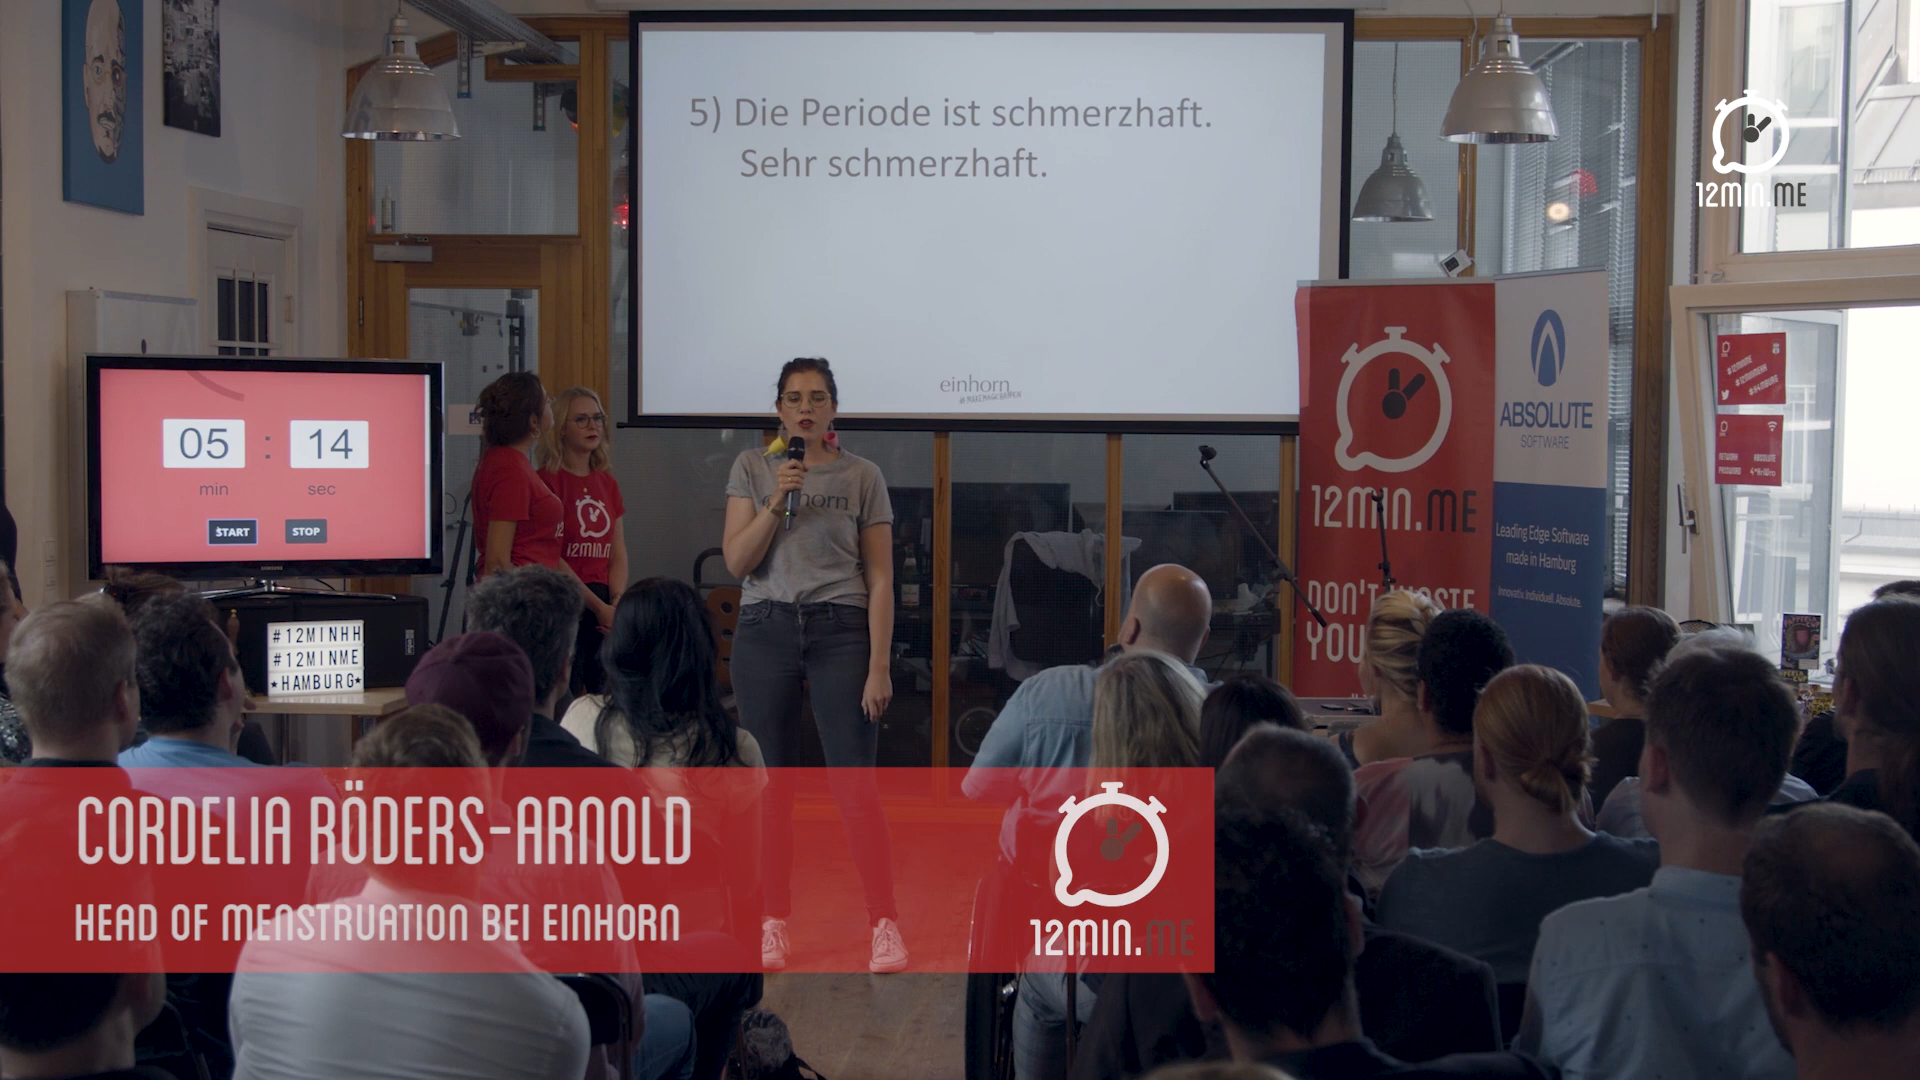 5) Die Periode ist schmerzhaft.
Sehr schmerzhaft.
einhorn
12MIN.ME
05 : 14
min sec
START STOP
12MIN.M
horn
#12MINHH
#12MINME
★HAMBURG★
12MIN.ME
DON'T WASTE
YOU
ABSOLUTE
SOFTWARE
Leading Edge Software
made in Hamburg
Innovativ. Individuell. Absolute.
CORDELIA RÖDERS-ARNOLD
HEAD OF MENSTRUATION BEI EINHORN
12MIN.ME